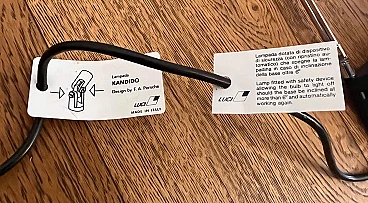 Lampada
KANDIDO
Design by F. A. Porsche
LUCI
MADE IN ITALY
Lampada dotata di dispositivo
di sicurezza (con ripristino au-
tomatico) che spegne la lam-
padina in caso di inclinazione
della base oltre 6°
Lamp fitted with safety device
allowing the bulb to light off
should the base be inclined at
more than 6° and automatically
working again.
LUCI